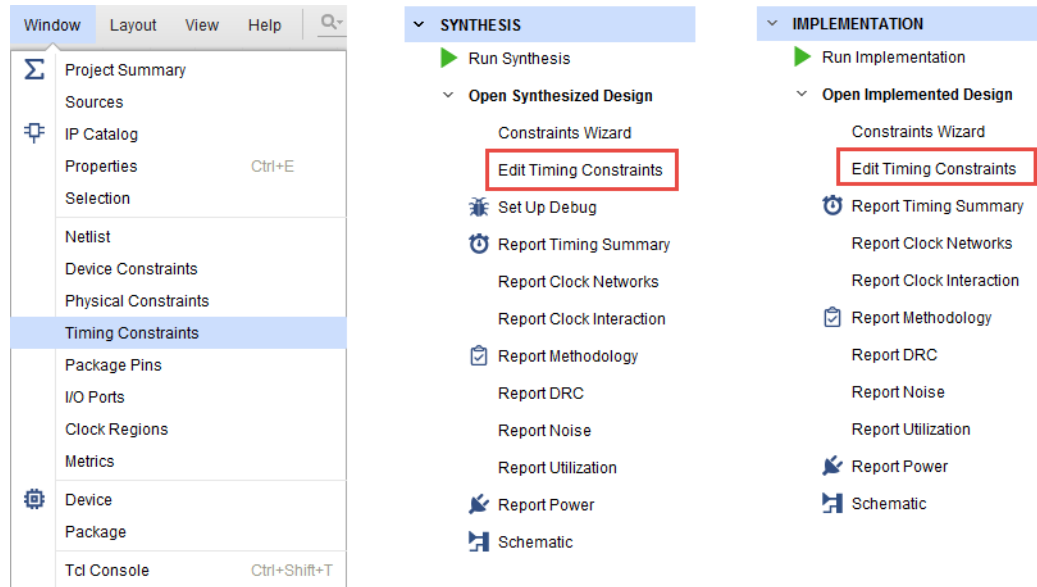 Window Layout View Help
Project Summary
Sources
IP Catalog
Properties Ctrl+E
Selection
Netlist
Device Constraints
Physical Constraints
Timing Constraints
Package Pins
I/O Ports
Clock Regions
Metrics
Device
Package
Tcl Console Ctrl+Shift+T
SYNTHESIS
Run Synthesis
Open Synthesized Design
Constraints Wizard
Edit Timing Constraints
Set Up Debug
Report Timing Summary
Report Clock Networks
Report Clock Interaction
Report Methodology
Report DRC
Report Noise
Report Utilization
Report Power
Schematic
IMPLEMENTATION
Run Implementation
Open Implemented Design
Constraints Wizard
Edit Timing Constraints
Report Timing Summary
Report Clock Networks
Report Clock Interaction
Report Methodology
Report DRC
Report Noise
Report Utilization
Report Power
Schematic